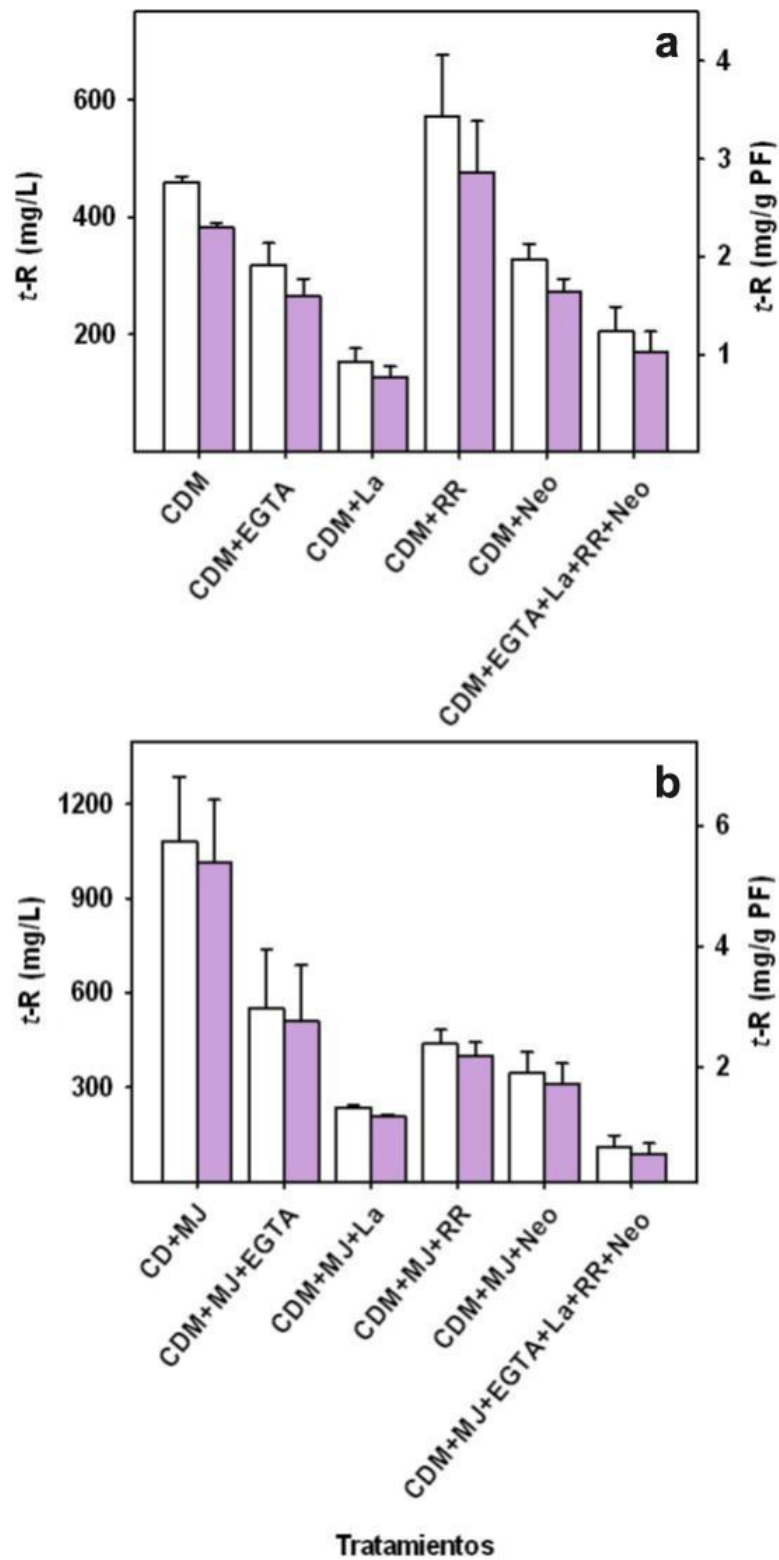 a
600
400
200
t-R (mg/L)
4
3
2
1
t-R (mg/g PF)
CDM
CDM+EGTA
CDM+La
CDM+RR
CDM+Neo
CDM+EGTA+La+RR+Neo
b
1200
900
600
300
t-R (mg/L)
6
4
2
t-R (mg/g PF)
CD+MJ
CDM+MJ+EGTA
CDM+MJ+La
CDM+MJ+RR
CDM+MJ+Neo
CDM+MJ+EGTA+La+RR+Neo
Tratamientos